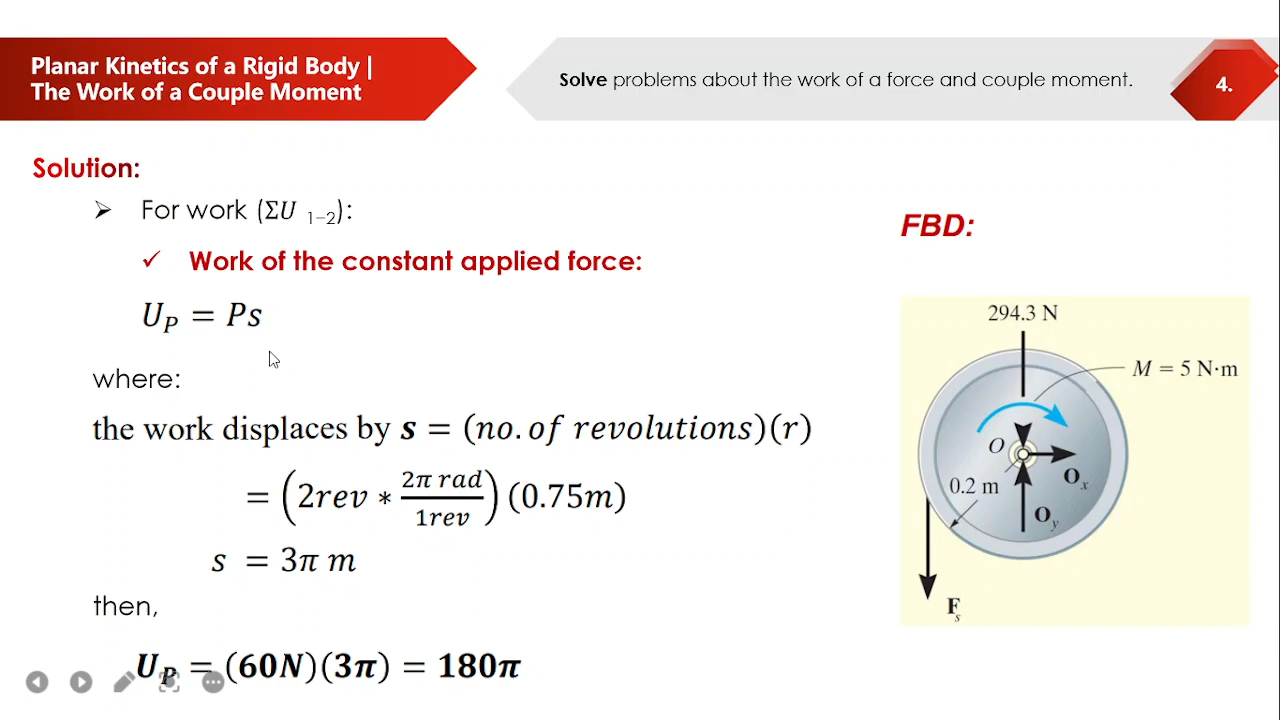 Planar Kinetics of a Rigid Body |
The Work of a Couple Moment
Solve problems about the work of a force and couple moment.
4.
Solution:
➢ For work (ΣU 1−2):
✓ Work of the constant applied force:
U_P = Ps
where:
the work displaces by s = (no. of revolutions)(r)
= (2rev ∗ 2π rad / 1rev) (0.75m)
s = 3π m
then,
U_P = (60N)(3π) = 180π
FBD:
294.3 N
M = 5 N·m
O
0.2 m
O_x
O_y
F_s